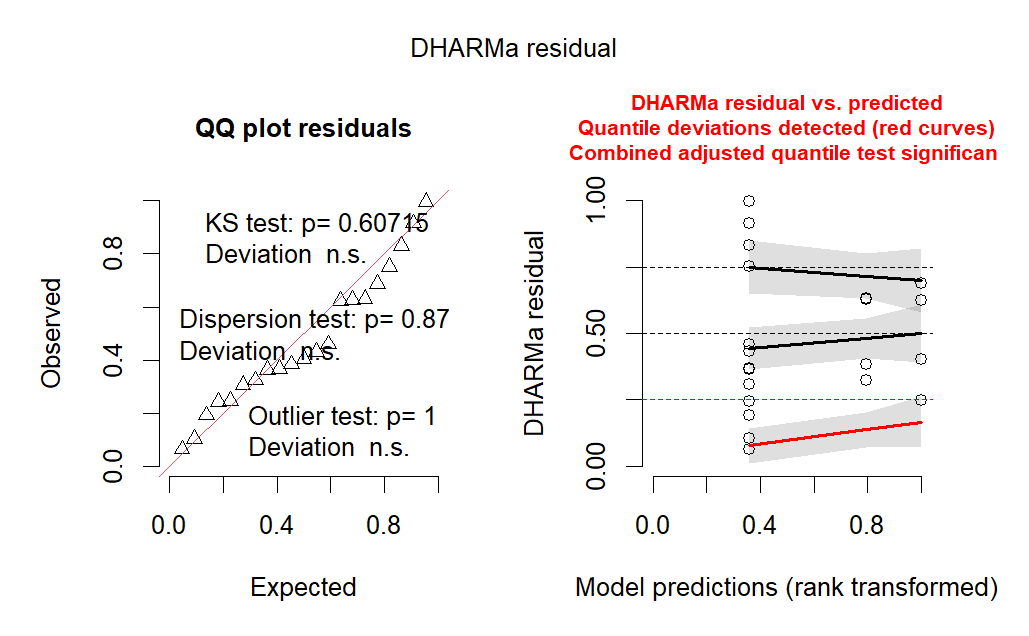 DHARMa residual
QQ plot residuals
KS test: p= 0.60715
Deviation n.s.
Dispersion test: p= 0.87
Deviation n.s.
Outlier test: p= 1
Deviation n.s.
Observed
0.0
0.4
0.8
0.0
0.4
0.8
Expected
DHARMa residual vs. predicted
Quantile deviations detected (red curves)
Combined adjusted quantile test significan
DHARMa residual
0.00
0.50
1.00
0.0
0.4
0.8
Model predictions (rank transformed)